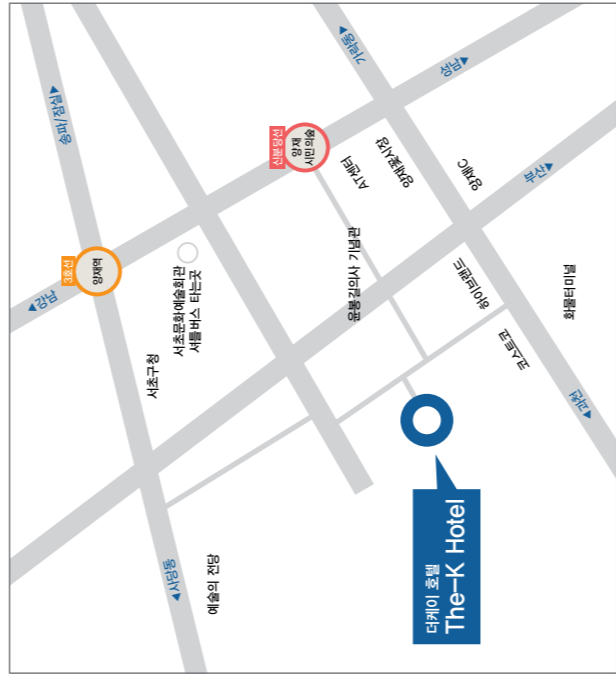 송파/잠실▶
가락동▶
성남▶
신분당선
양재
시민의숲
AT센터
양재꽃시장
양재IC
부산▶
3호선
양재역
◀강남
서초문화예술회관
셔틀버스 타는곳
서초구청
윤봉길의사 기념관
하이브랜드
화물터미널
코스트코
◀과천
◀사당동
예술의 전당
더케이 호텔
The-K Hotel